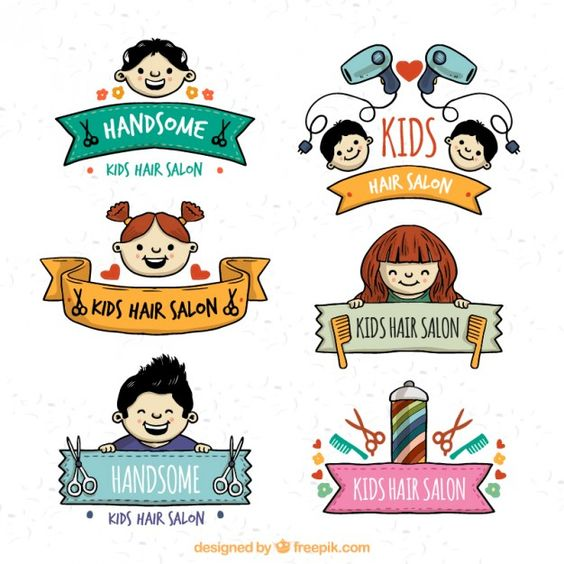 HANDSOME
KIDS HAIR SALON
KIDS
HAIR SALON
KIDS HAIR SALON
KIDS HAIR SALON
HANDSOME
KIDS HAIR SALON
KIDS HAIR SALON
designed by freepik.com